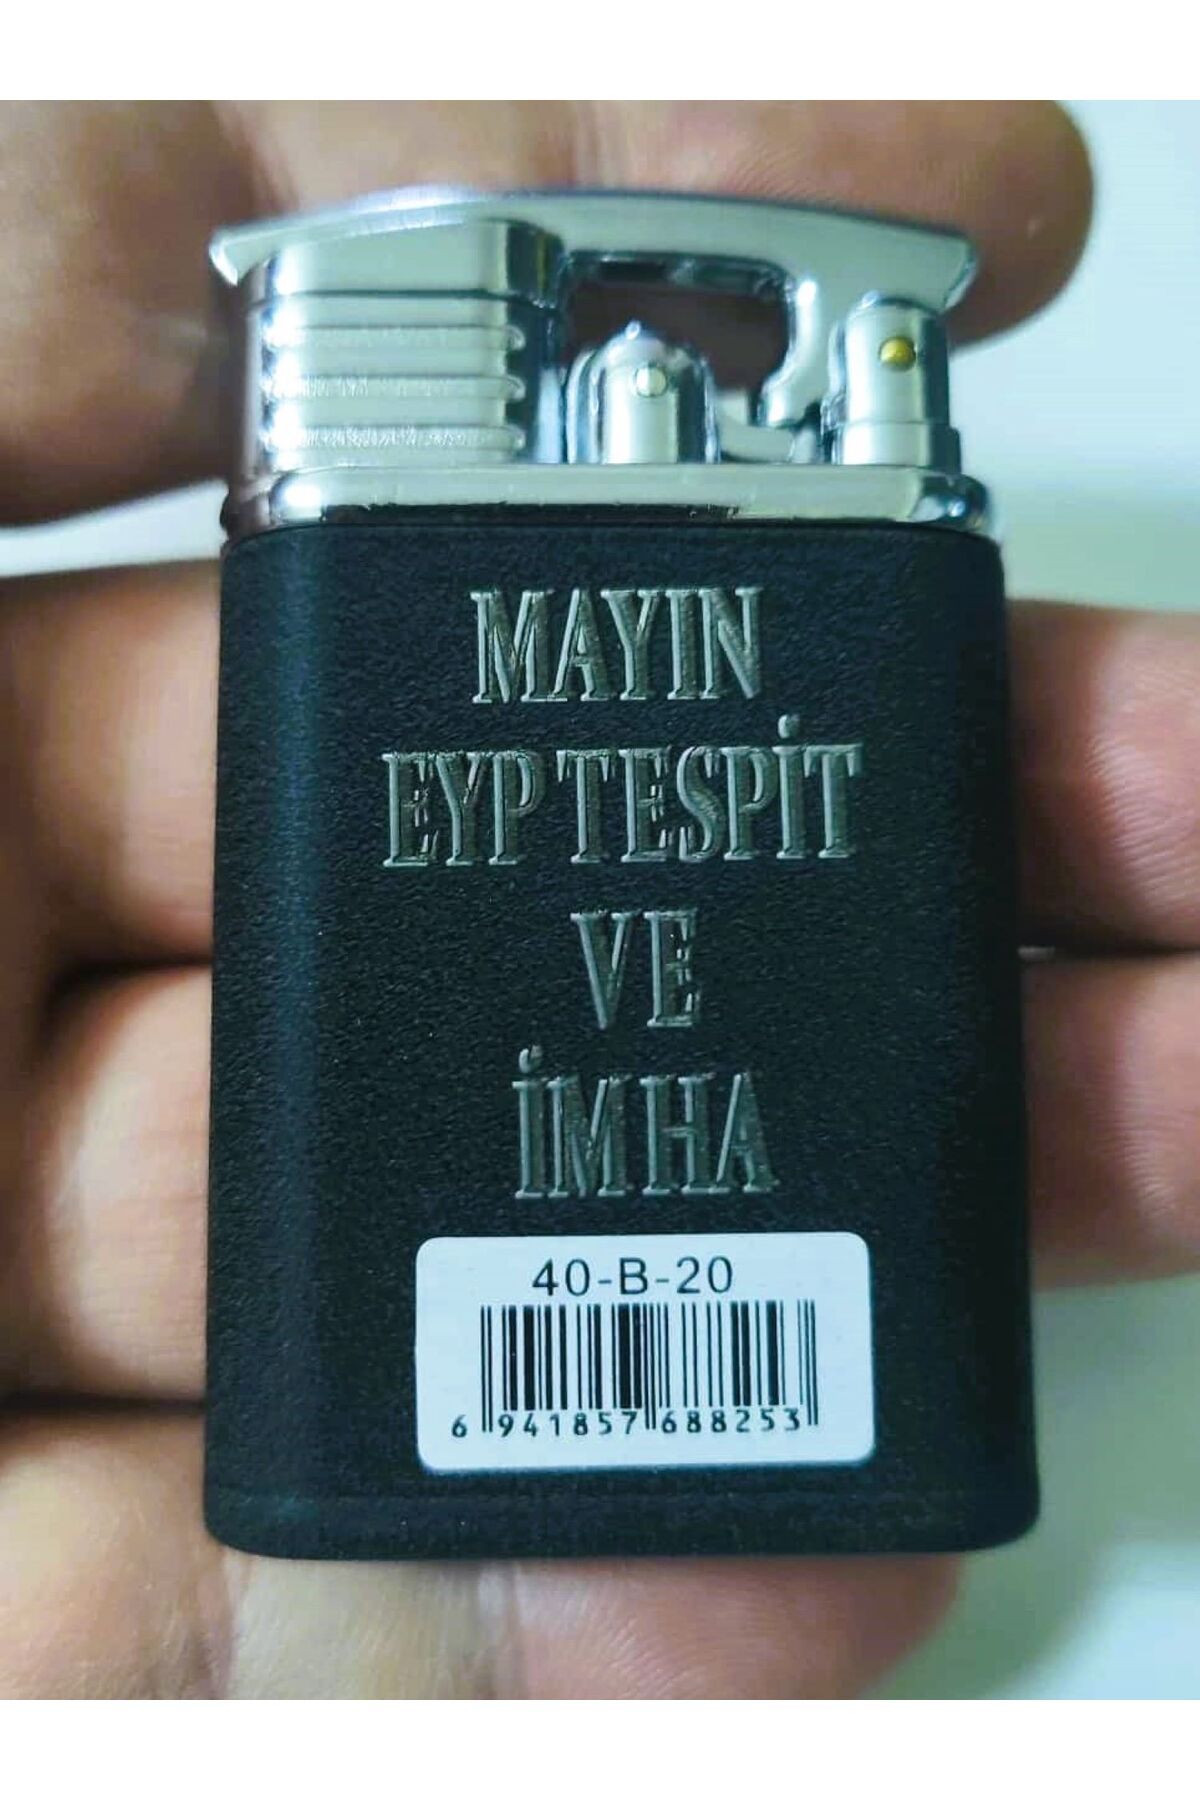 MAYIN
EYP TESPİT
VE
İMHA
40-B-20
6 941857 688253